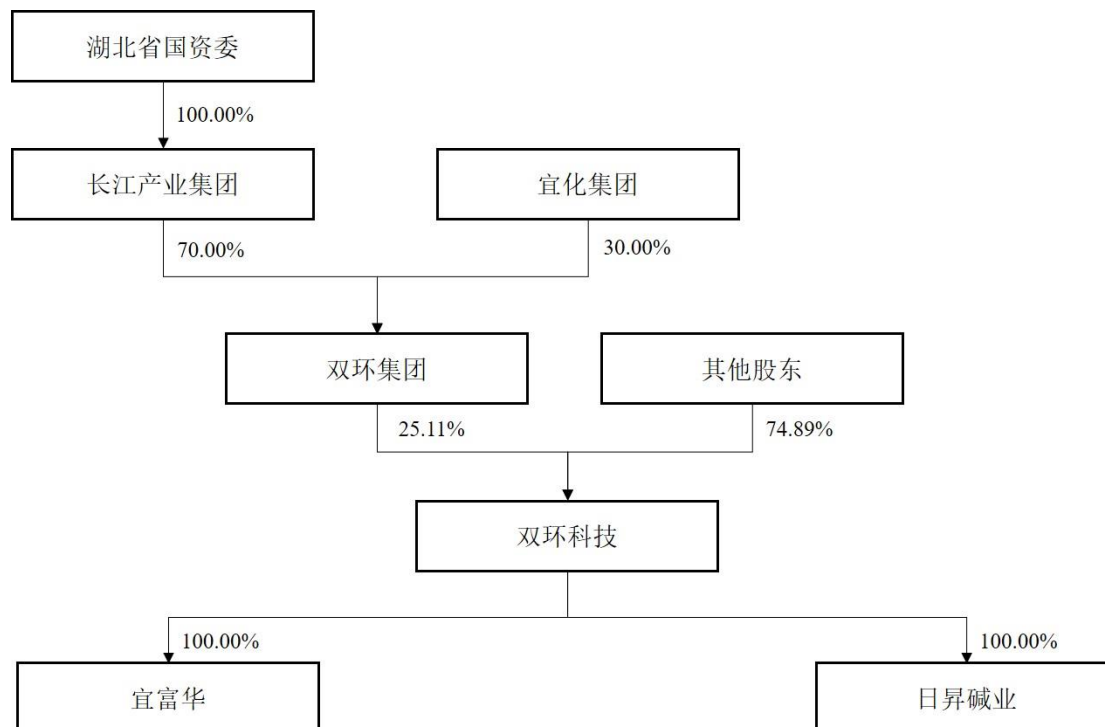 湖北省国资委
100.00%
长江产业集团
宜化集团
70.00%
30.00%
双环集团
其他股东
25.11%
74.89%
双环科技
100.00%
100.00%
宜富华
日昇碱业